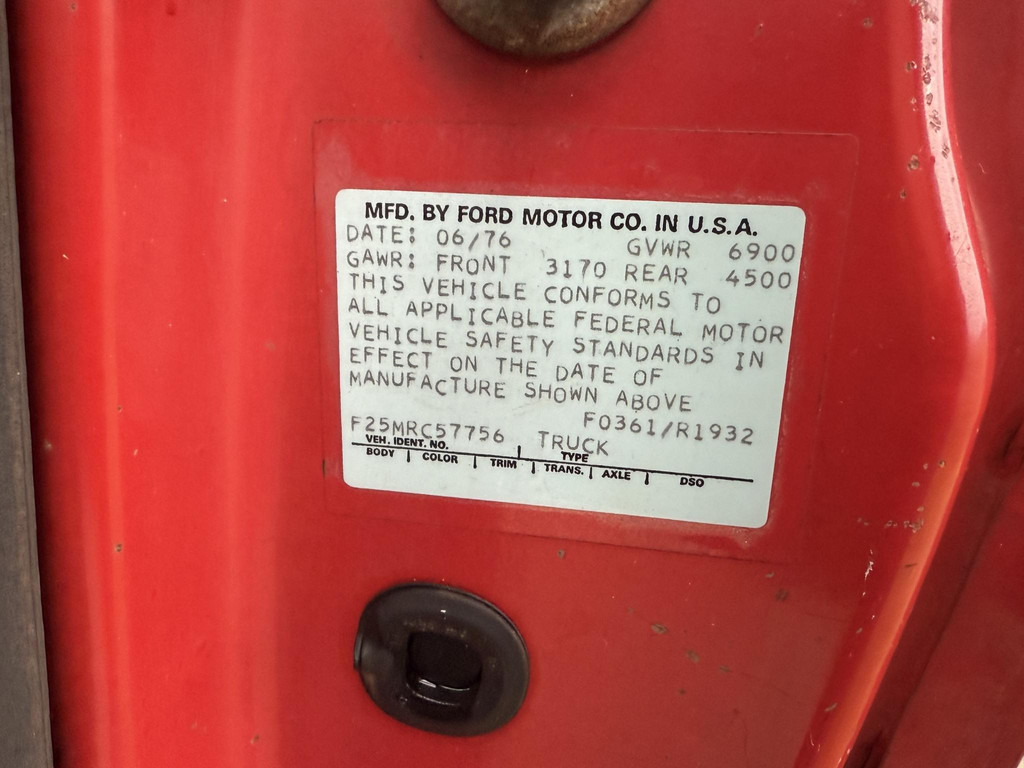 MFD. BY FORD MOTOR CO. IN U.S.A.
DATE: 06/76 GVWR 6900
GAWR: FRONT 3170 REAR 4500
THIS VEHICLE CONFORMS TO
ALL APPLICABLE FEDERAL MOTOR
VEHICLE SAFETY STANDARDS IN
EFFECT ON THE DATE OF
MANUFACTURE SHOWN ABOVE
F0361/R1932
F25MRC57756 TRUCK
VEH. IDENT. NO. TYPE
BODY COLOR TRIM TRANS. AXLE DSO